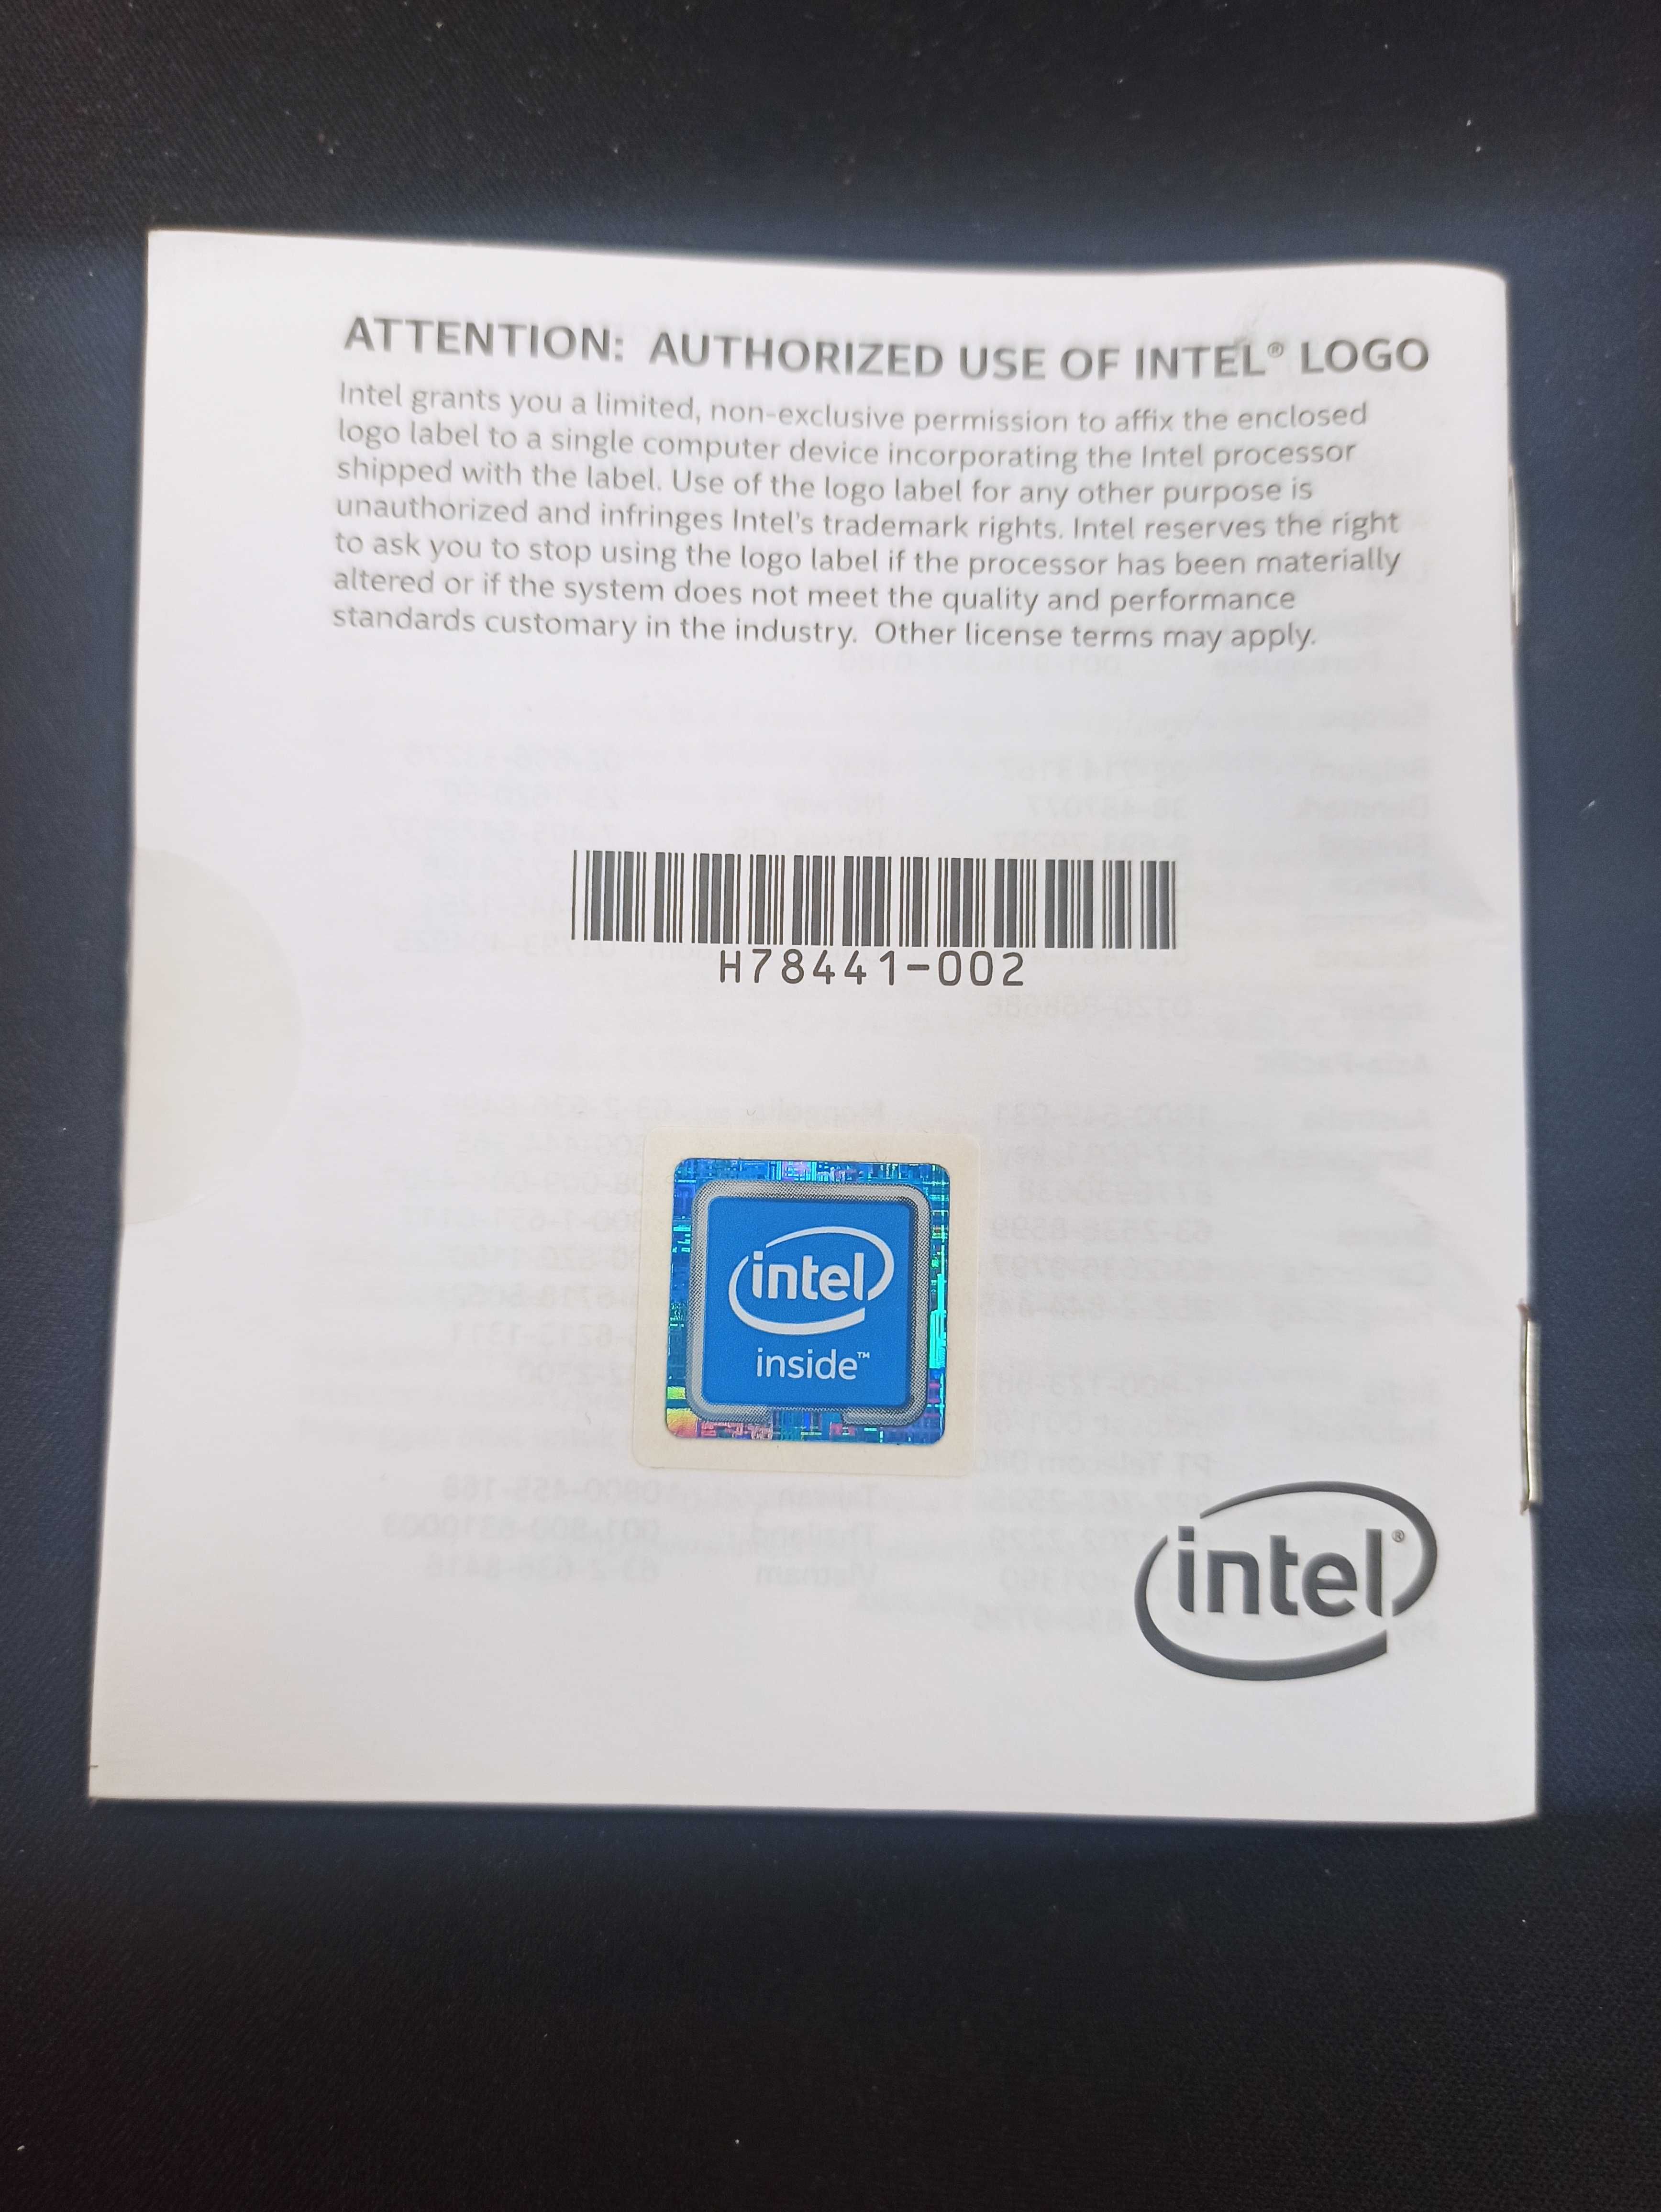 ATTENTION: AUTHORIZED USE OF INTEL® LOGO
Intel grants you a limited, non-exclusive permission to affix the enclosed
logo label to a single computer device incorporating the Intel processor
shipped with the label. Use of the logo label for any other purpose is
unauthorized and infringes Intel's trademark rights. Intel reserves the right
to ask you to stop using the logo label if the processor has been materially
altered or if the system does not meet the quality and performance
standards customary in the industry. Other license terms may apply.
H78441-002
intel
inside™
intel®